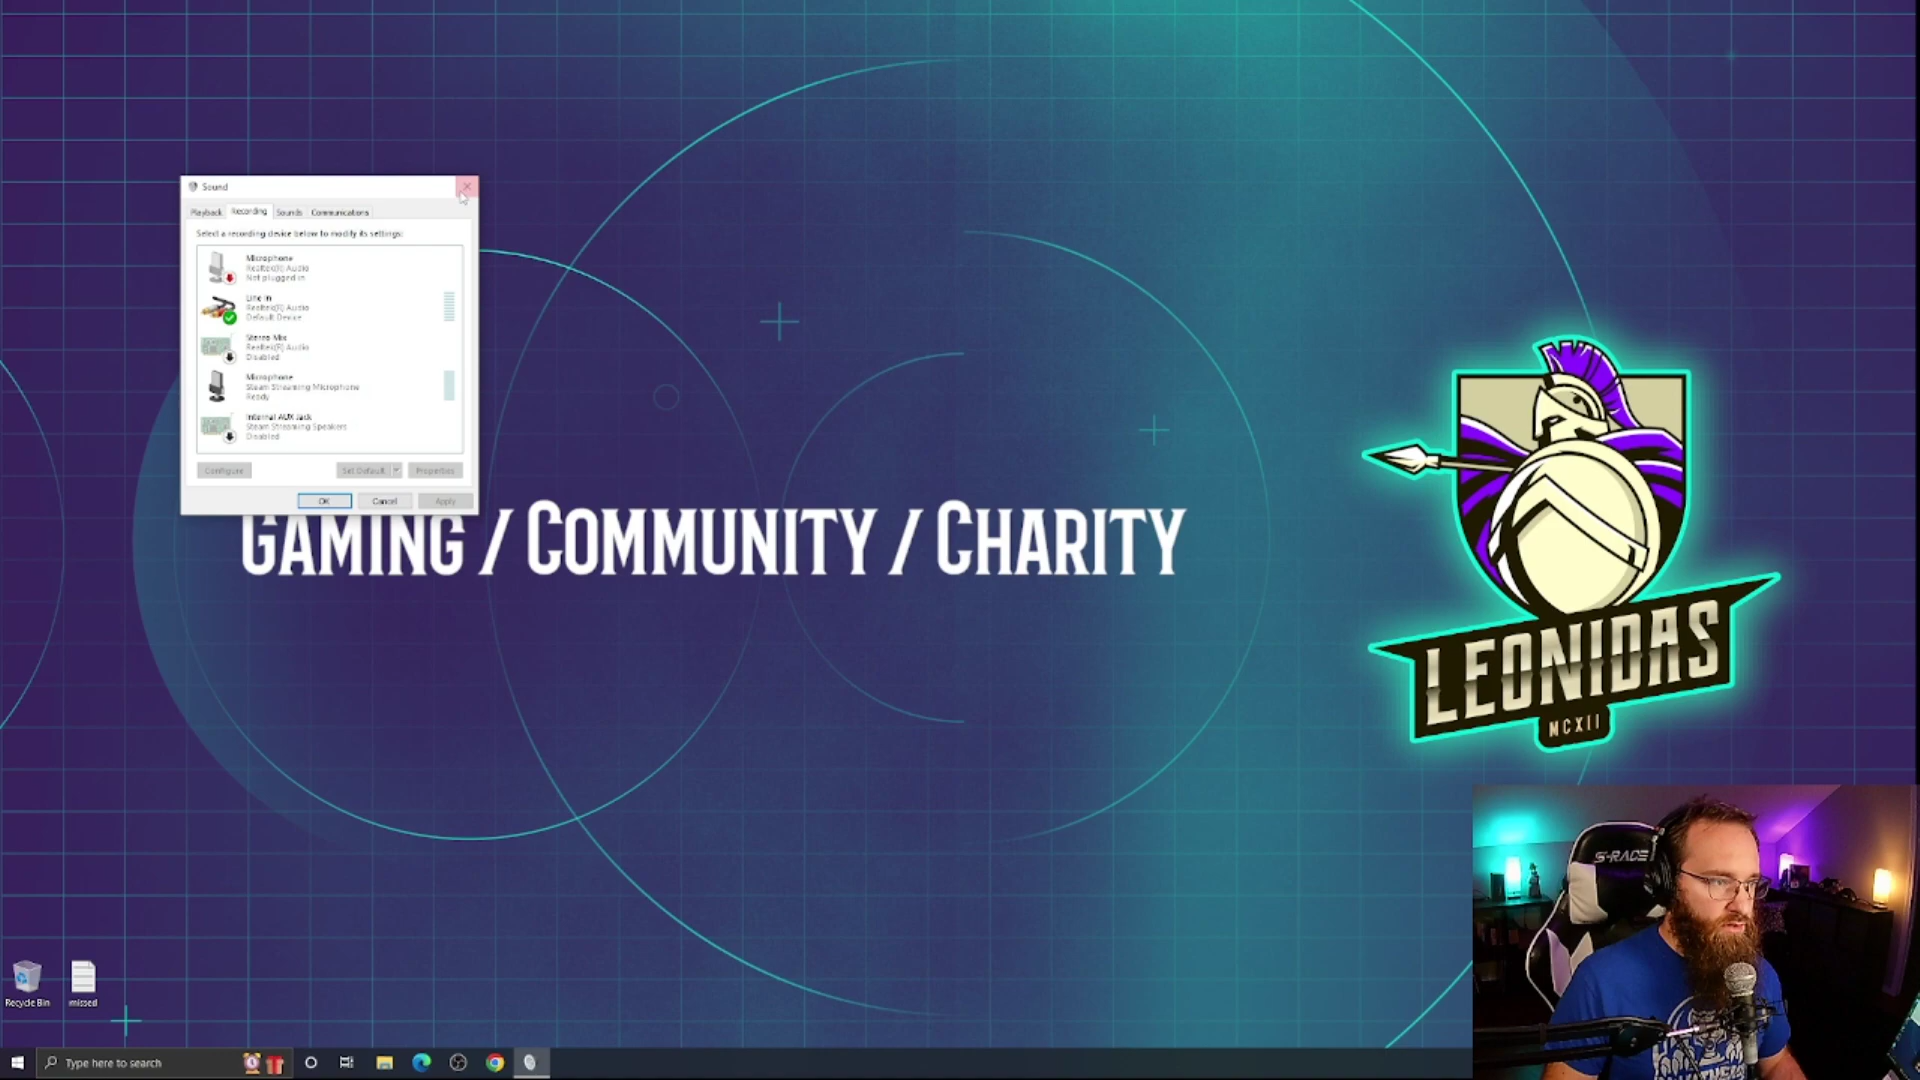 Sound
Playback Recording Sounds Communications
Select a recording device below to modify its settings:
Microphone
Realtek(R) Audio
Not plugged in
Line In
Realtek(R) Audio
Default Device
Stereo Mix
Realtek(R) Audio
Disabled
Microphone
Steam Streaming Microphone
Ready
Internal AUX Jack
Steam Streaming Speakers
Disabled
Configure Set Default Properties
OK Cancel Apply
GAMING / COMMUNITY / CHARITY
LEONIDAS
MCXII
S-RACE
Recycle Bin missed
Type here to search